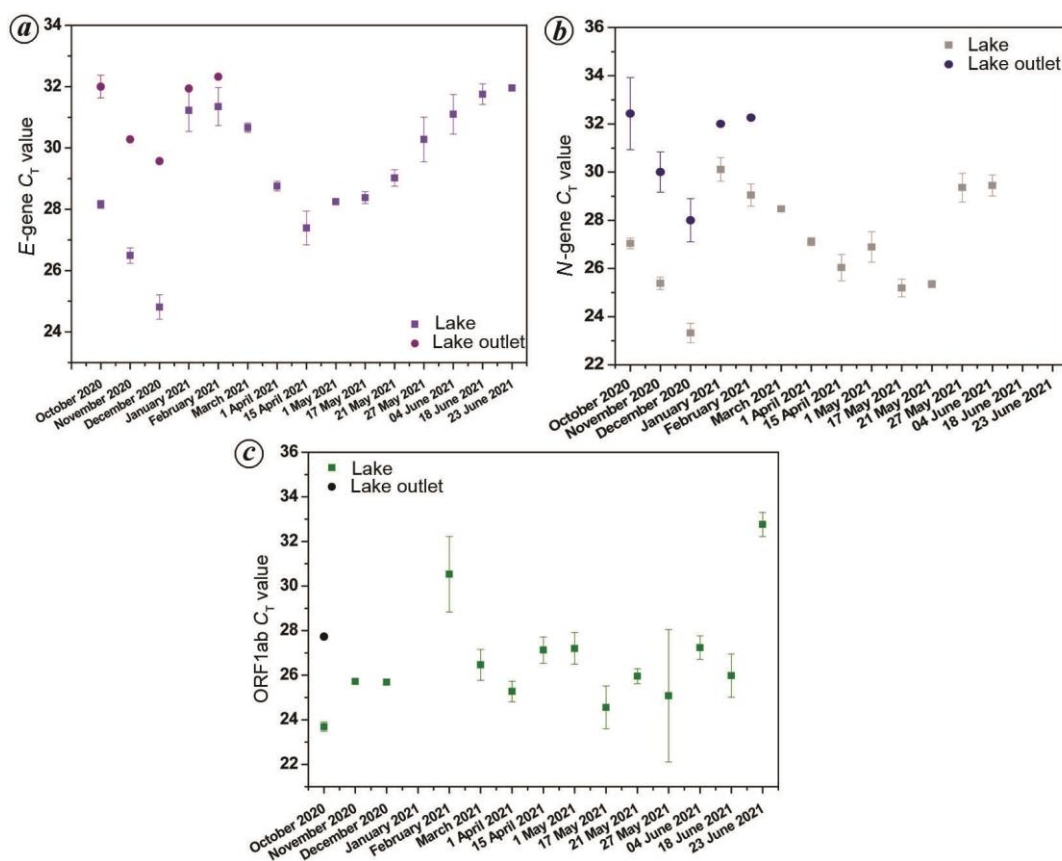 a
34
32
30
28
26
24
E-gene CT value
Lake
Lake outlet
October 2020
November 2020
December 2020
January 2021
February 2021
March 2021
1 April 2021
15 April 2021
1 May 2021
17 May 2021
21 May 2021
27 May 2021
04 June 2021
18 June 2021
23 June 2021
b
36
34
32
30
28
26
24
22
N-gene CT value
Lake
Lake outlet
October 2020
November 2020
December 2020
January 2021
February 2021
March 2021
1 April 2021
15 April 2021
1 May 2021
17 May 2021
21 May 2021
27 May 2021
04 June 2021
18 June 2021
23 June 2021
c
36
34
32
30
28
26
24
22
ORF1ab CT value
Lake
Lake outlet
October 2020
November 2020
December 2020
January 2021
February 2021
March 2021
1 April 2021
15 April 2021
1 May 2021
17 May 2021
21 May 2021
27 May 2021
04 June 2021
18 June 2021
23 June 2021